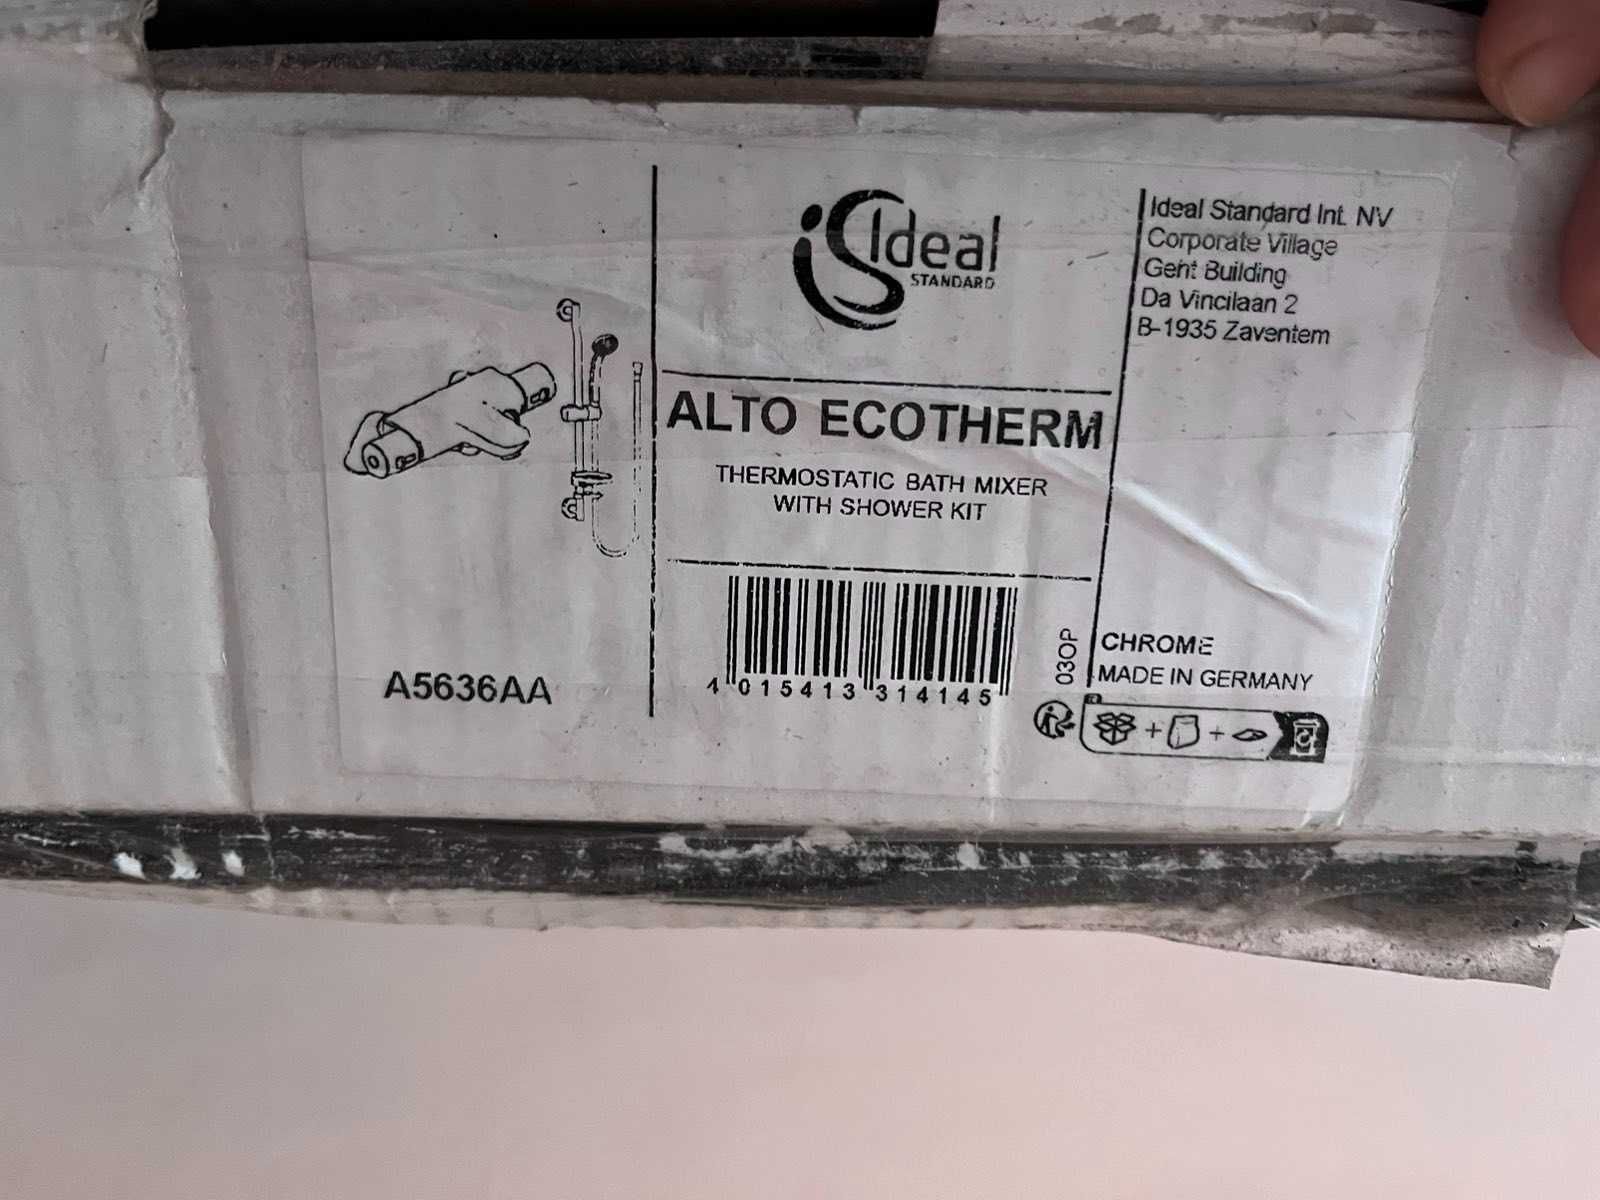 Ideal
STANDARD
Ideal Standard Int. NV
Corporate Village
Gent Building
Da Vincilaan 2
B-1935 Zaventem
ALTO ECOTHERM
THERMOSTATIC BATH MIXER
WITH SHOWER KIT
A5636AA
4 015413 314145
03OP
CHROME
MADE IN GERMANY